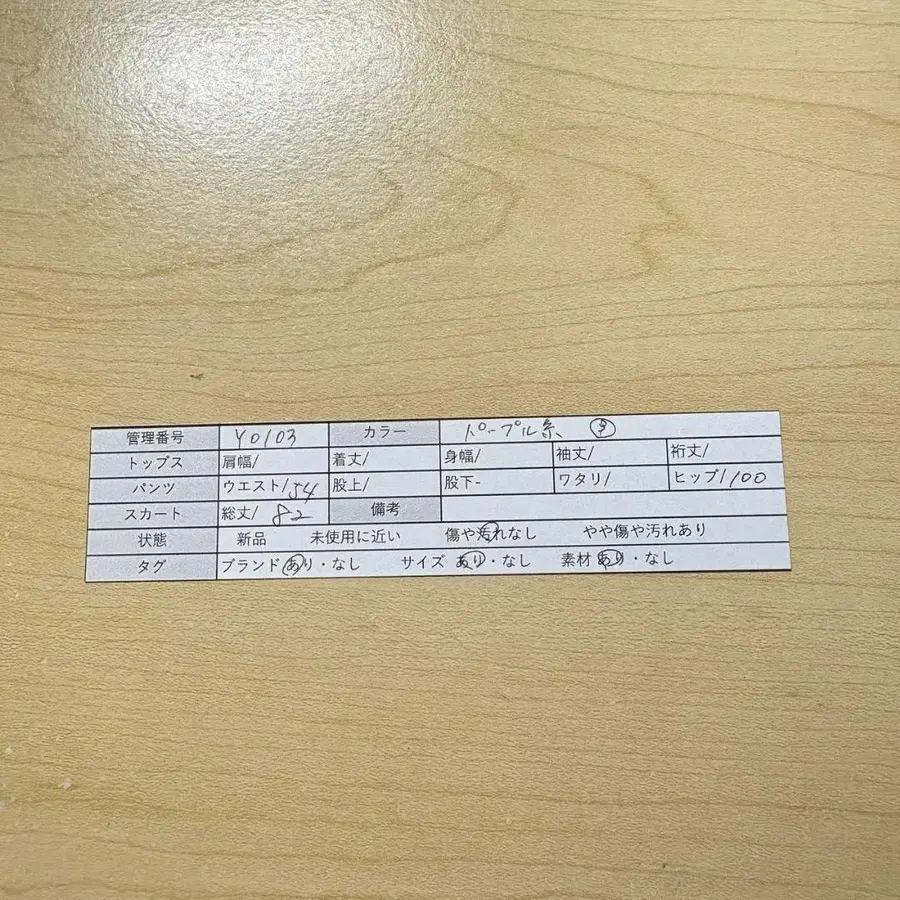 管理番号 Y0103 カラー パープル系
トップス 肩幅/ 着丈/ 身幅/ 袖丈/ 裄丈/
パンツ ウエスト/54 股上/ 股下- ワタリ/ ヒップ/100
スカート 総丈/ 82 備考
状態 新品 未使用に近い 傷や汚れなし やや傷や汚れあり
タグ ブランド あり・なし サイズ あり・なし 素材 あり・なし